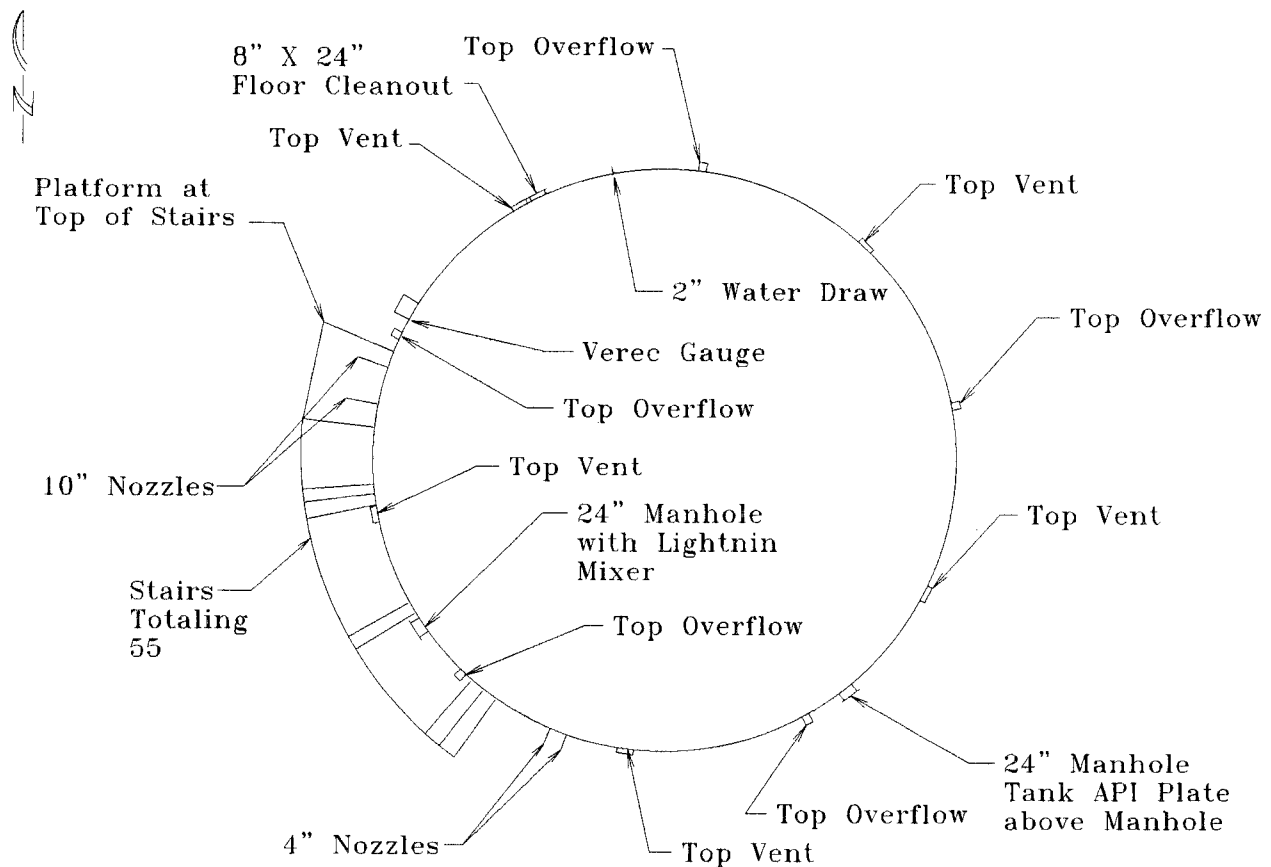 N
8" X 24"
Floor Cleanout
Top Overflow
Top Vent
Platform at
Top of Stairs
Top Vent
2" Water Draw
Top Overflow
Verec Gauge
Top Overflow
10" Nozzles
Top Vent
24" Manhole
with Lightnin
Mixer
Top Vent
Stairs
Totaling
55
Top Overflow
24" Manhole
Tank API Plate
above Manhole
Top Overflow
4" Nozzles
Top Vent